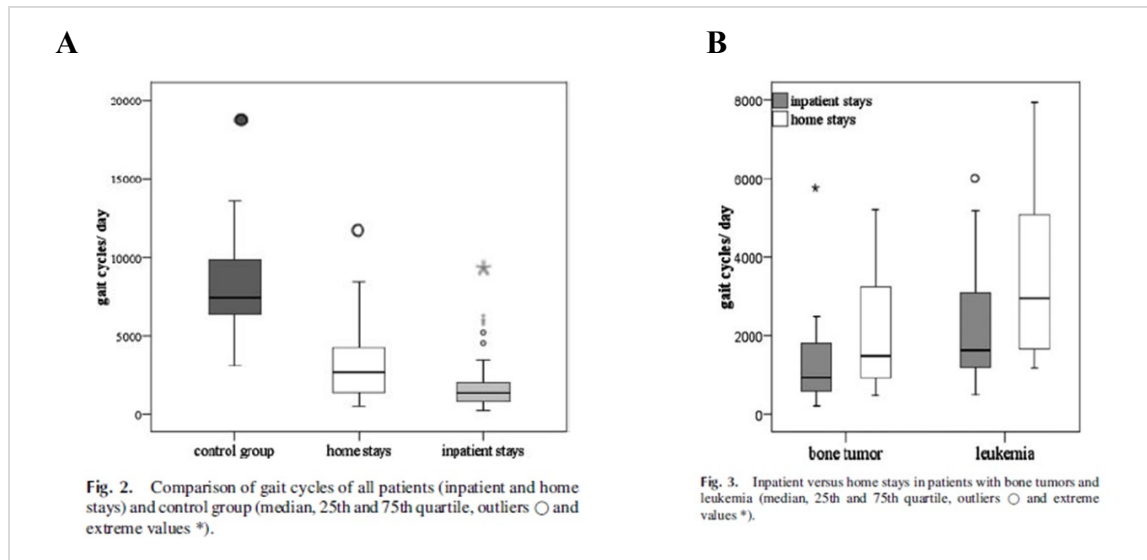 A
20000
15000
10000
5000
0
gait cycles/ day
control group
home stays
inpatient stays
Fig. 2. Comparison of gait cycles of all patients (inpatient and home
stays) and control group (median, 25th and 75th quartile, outliers ○ and
extreme values *).
B
8000
6000
4000
2000
0
gait cycles/ day
inpatient stays
home stays
bone tumor
leukemia
Fig. 3. Inpatient versus home stays in patients with bone tumors and
leukemia (median, 25th and 75th quartile, outliers ○ and extreme
values *).